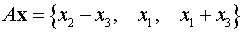 Ax = {x₂ − x₃, x₁, x₁ + x₃}